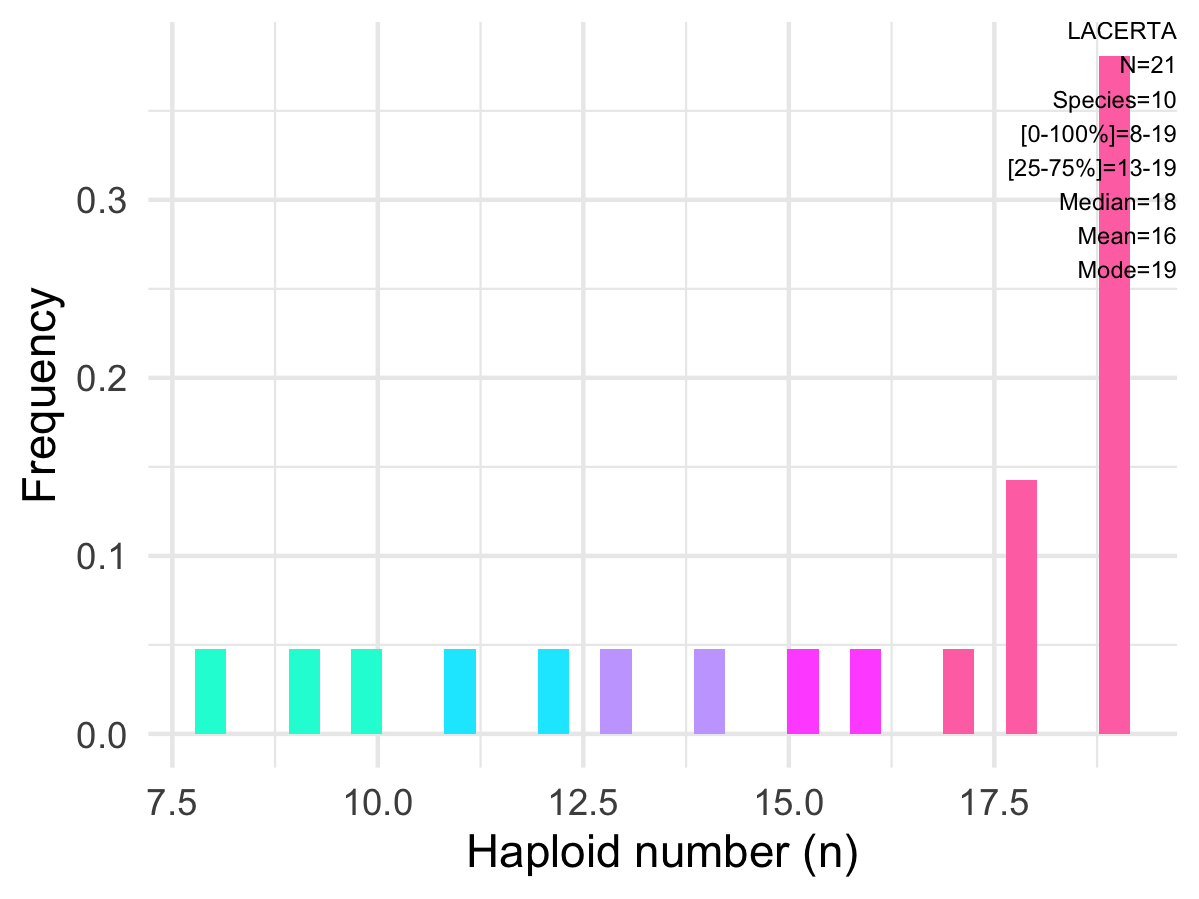 LACERTA
N=21
Species=10
[0-100%]=8-19
[25-75%]=13-19
Median=18
Mean=16
Mode=19
Frequency
0.3
0.2
0.1
0.0
7.5 10.0 12.5 15.0 17.5
Haploid number (n)